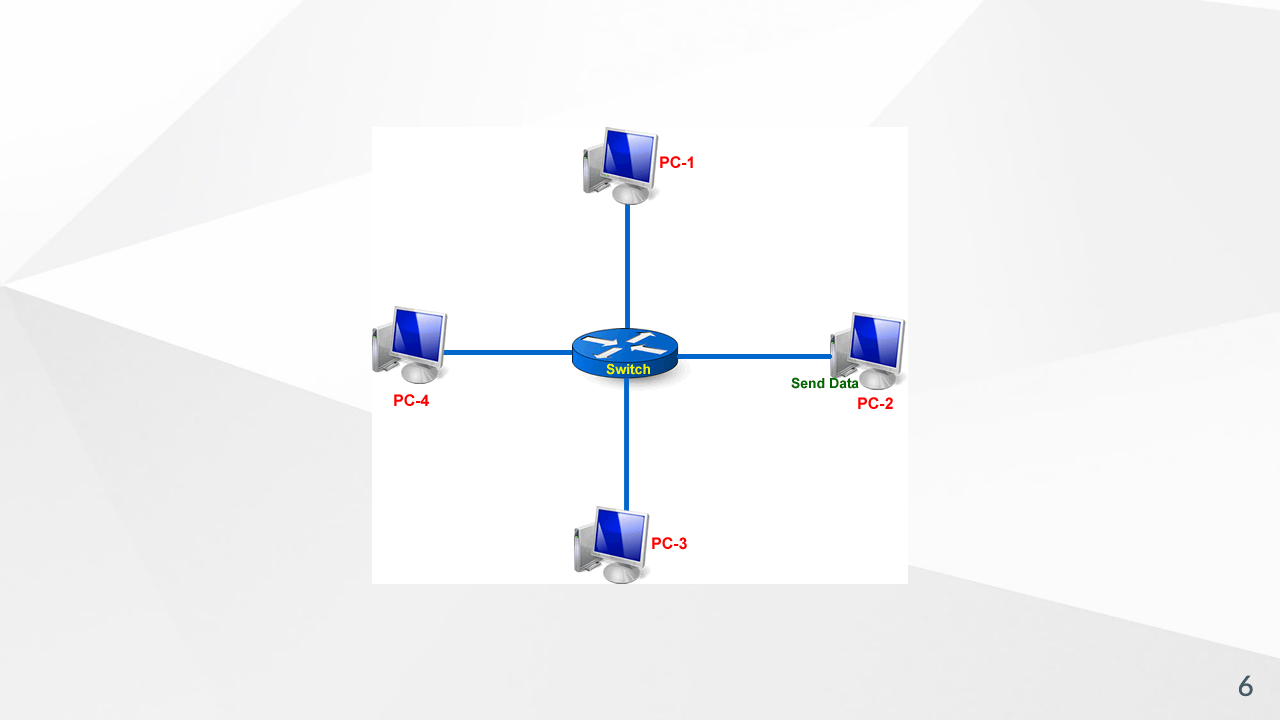 PC-1
Switch
Send Data
PC-4
PC-2
PC-3
6